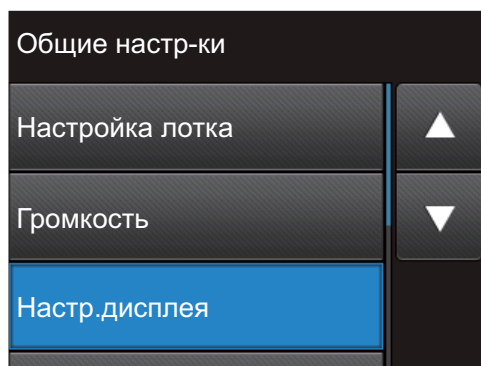 Общие настр-ки
Настройка лотка
Громкость
Настр.дисплея